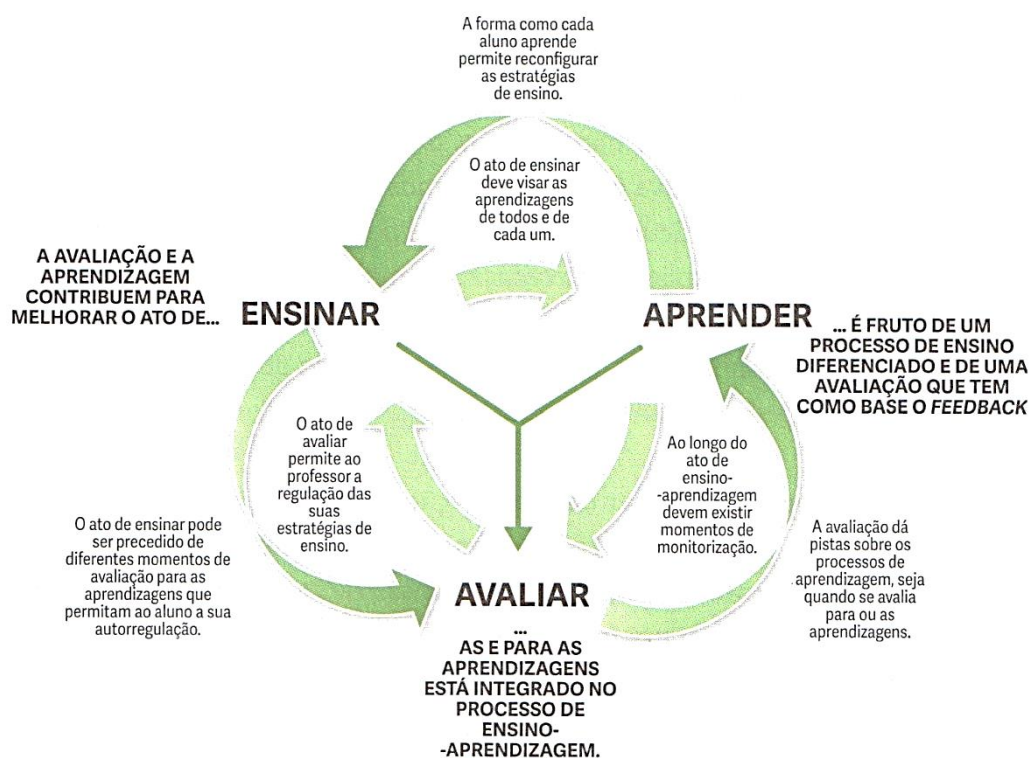 A forma como cada
aluno aprende
permite reconfigurar
as estratégias
de ensino.
O ato de ensinar
deve visar as
aprendizagens
de todos e de
cada um.
A AVALIAÇÃO E A
APRENDIZAGEM
CONTRIBUEM PARA
MELHORAR O ATO DE...
ENSINAR
APRENDER
... É FRUTO DE UM
PROCESSO DE ENSINO
DIFERENCIADO E DE UMA
AVALIAÇÃO QUE TEM
COMO BASE O FEEDBACK
O ato de
avaliar
permite ao
professor a
regulação das
suas
estratégias de
ensino.
Ao longo do
ato de
ensino-
-aprendizagem
devem existir
momentos de
monitorização.
O ato de ensinar pode
ser precedido de
diferentes momentos de
avaliação para as
aprendizagens que
permitam ao aluno a sua
autorregulação.
A avaliação dá
pistas sobre os
processos de
aprendizagem, seja
quando se avalia
para ou as
aprendizagens.
AVALIAR
...
AS E PARA AS
APRENDIZAGENS
ESTÁ INTEGRADO NO
PROCESSO DE
ENSINO-
-APRENDIZAGEM.